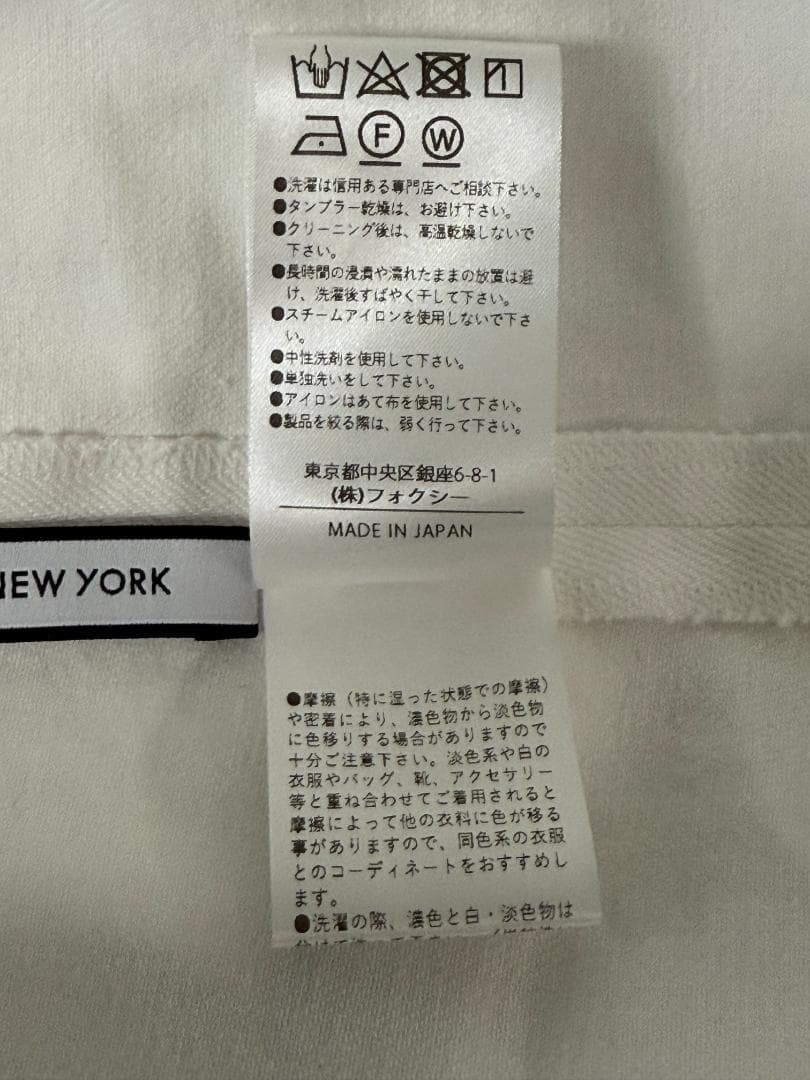 F
W
●洗濯は信用ある専門店へご相談下さい。
●タンブラー乾燥は、お避け下さい。
●クリーニング後は、高温乾燥しないで
下さい。
●長時間の浸漬や濡れたままの放置は避
け、洗濯後すばやく干して下さい。
●スチームアイロンを使用しないで下さ
い。
●中性洗剤を使用して下さい。
●単独洗いをして下さい。
●アイロンはあて布を使用して下さい。
●製品を絞る際は、弱く行って下さい。
東京都中央区銀座6-8-1
(株)フォクシー
MADE IN JAPAN
NEW YORK
●摩擦（特に湿った状態での摩擦）
や密着により、濃色物から淡色物
に色移りする場合がありますので
十分ご注意下さい。淡色系や白の
衣服やバッグ、靴、アクセサリー
等と重ね合わせてご着用されると
摩擦によって他の衣料に色が移る
事がありますので、同色系の衣服
とのコーディネートをおすすめし
ます。
●洗濯の際、濃色と白・淡色物は